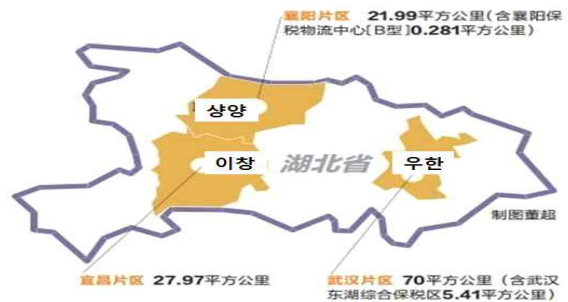 襄阳片区 21.99平方公里(含襄阳保
税物流中心[B型]0.281平方公里)
샹양
이창
湖北省
우한
制图董超
宜昌片区 27.97平方公里
武汉片区 70平方公里 (含武汉
东湖综合保税区5.41平方公里)